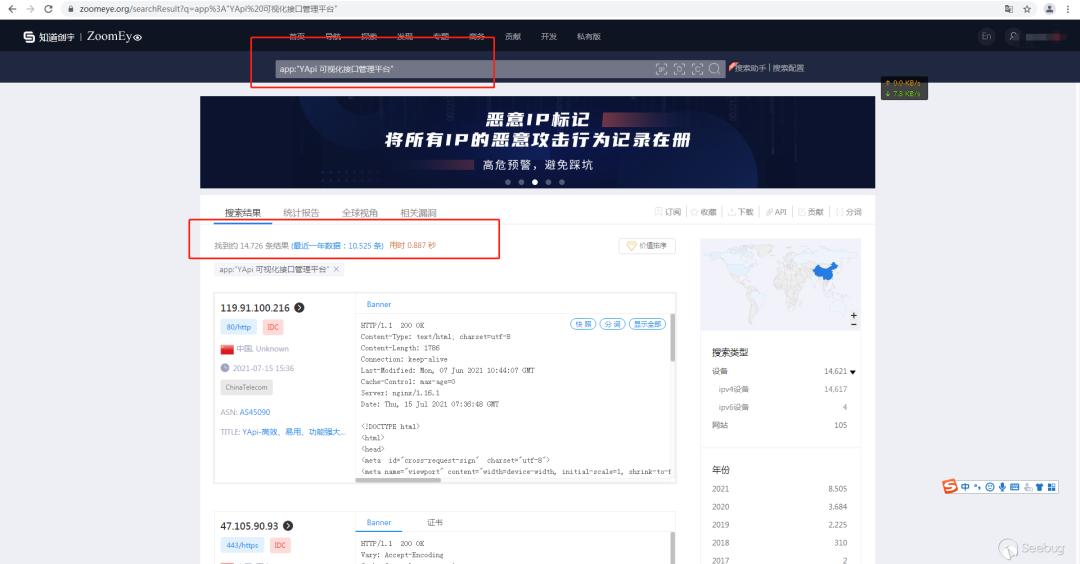 zoomeye.org/searchResult?q=app%3A"YApi%20可视化接口管理平台"
知道创宇 | ZoomEye
首页 导航 探索 发现 专题 商务 贡献 开发 私有版
En
app:"YApi 可视化接口管理平台"
搜索助手 | 搜索配置
↑ 0.0 KB/s
↓ 7.3 KB/s
恶意IP标记
将所有IP的恶意攻击行为记录在册
高危预警，避免踩坑
搜索结果 统计报告 全球视角 相关漏洞
订阅 收藏 下载 API 贡献 分词
找到约 14,726 条结果 (最近一年数据：10,525 条) 用时 0.887 秒
价值排序
app:"YApi 可视化接口管理平台" ×
119.91.100.216
80/http IDC
中国, Unknown
2021-07-15 15:36
ChinaTelecom
ASN: AS45090
TITLE: YApi-高效、易用、功能强大...
Banner
快 照 分 词 显示全部
HTTP/1.1 200 OK
Content-Type: text/html; charset=utf-8
Content-Length: 1786
Connection: keep-alive
Last-Modified: Mon, 07 Jun 2021 10:44:07 GMT
Cache-Control: max-age=0
Server: nginx/1.16.1
Date: Thu, 15 Jul 2021 07:36:48 GMT
<!DOCTYPE html>
<html>
<head>
<meta id="cross-request-sign" charset="utf-8">
<meta name="viewport" content="width=device-width, initial-scale=1, shrink-to-f
+
−
搜索类型
设备 14,621
ipv4设备 14,617
ipv6设备 4
网站 105
年份
2021 8,505
2020 3,684
2019 2,225
2018 310
2017 2
47.105.90.93
443/https IDC
Banner 证书
HTTP/1.1 200 OK
Vary: Accept-Encoding
中
Seebug